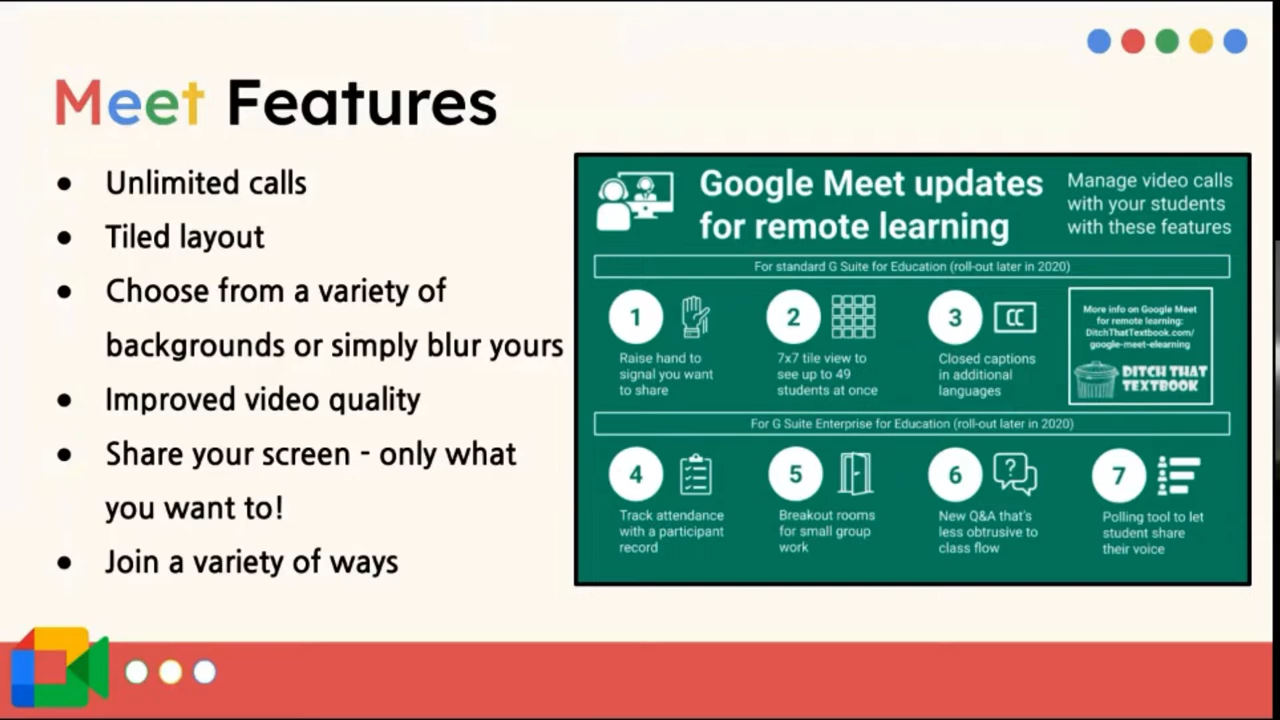 Meet Features
● Unlimited calls
● Tiled layout
● Choose from a variety of
backgrounds or simply blur yours
● Improved video quality
● Share your screen - only what
you want to!
● Join a variety of ways
Google Meet updates
for remote learning
Manage video calls
with your students
with these features
For standard G Suite for Education (roll-out later in 2020)
1
Raise hand to
signal you want
to share
2
7x7 tile view to
see up to 49
students at once
3
CC
Closed captions
in additional
languages
More info on Google Meet
for remote learning:
DitchThatTextbook.com/
google-meet-elearning
DITCH THAT
TEXTBOOK
For G Suite Enterprise for Education (roll-out later in 2020)
4
Track attendance
with a participant
record
5
Breakout rooms
for small group
work
6
?
New Q&A that's
less obtrusive to
class flow
7
Polling tool to let
student share
their voice